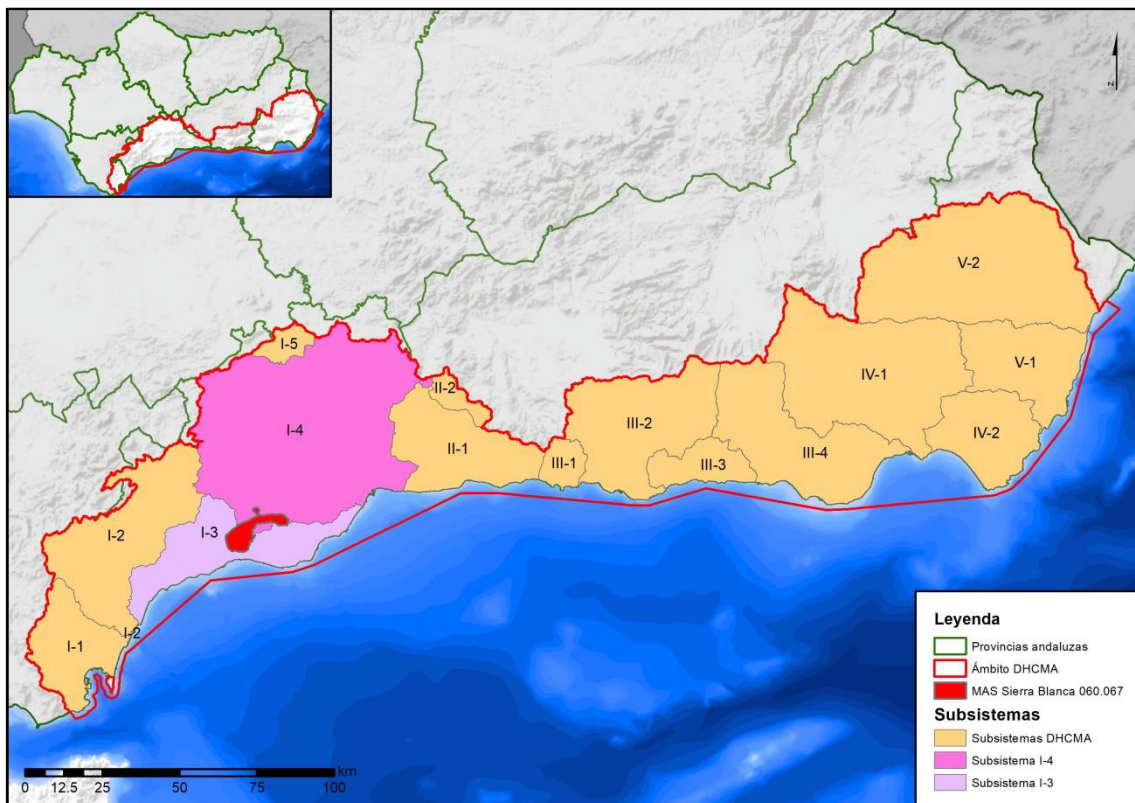 N
V-2
I-5
II-2
IV-1
V-1
I-4
III-2
II-1
IV-2
III-1
III-3
III-4
I-3
I-2
I-2
I-1
km
0 12.5 25 50 75 100
Leyenda
Provincias andaluzas
Ámbito DHCMA
MAS Sierra Blanca 060.067
Subsistemas
Subsistemas DHCMA
Subsistema I-4
Subsistema I-3